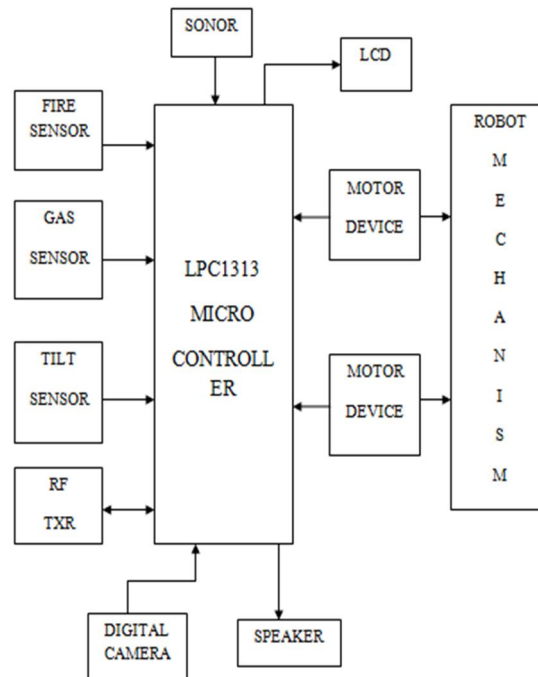 SONOR
LCD
FIRE
SENSOR
GAS
SENSOR
TILT
SENSOR
RF
TXR
LPC1313
MICRO
CONTROLL
ER
MOTOR
DEVICE
MOTOR
DEVICE
ROBOT
M
E
C
H
A
N
I
S
M
DIGITAL
CAMERA
SPEAKER